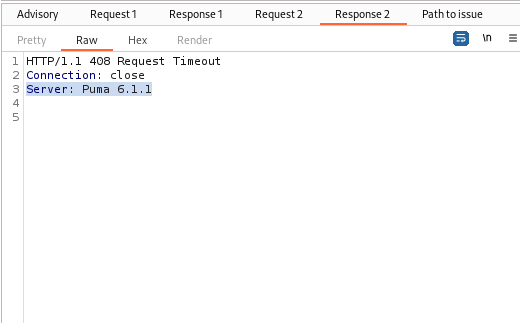 Advisory Request 1 Response 1 Request 2 Response 2 Path to issue
Pretty Raw Hex Render \n
1 HTTP/1.1 408 Request Timeout
2 Connection: close
3 Server: Puma 6.1.1
4
5